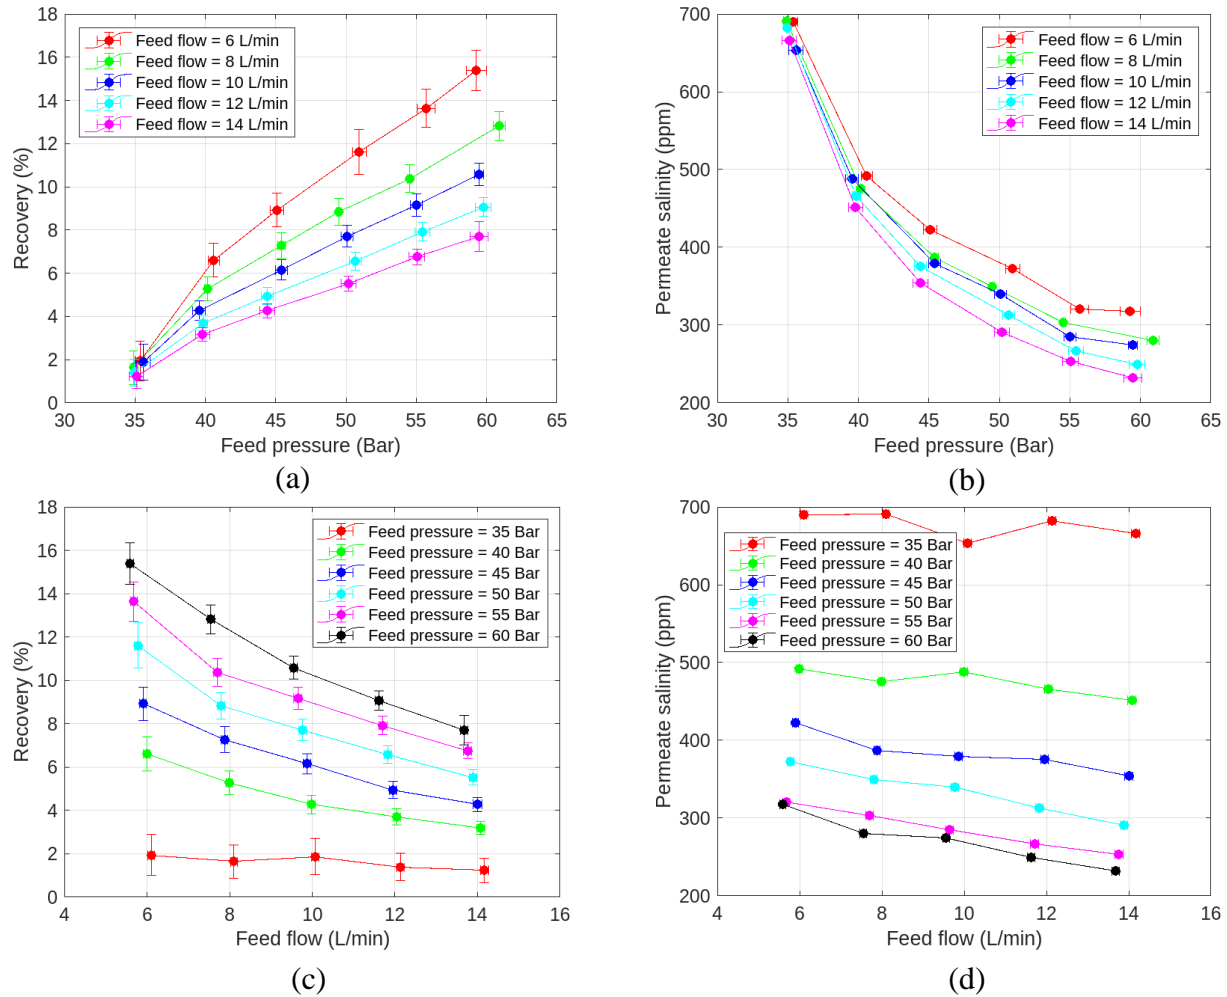 18
16
14
12
10
8
6
4
2
0
30 35 40 45 50 55 60 65
Recovery (%)
Feed pressure (Bar)
Feed flow = 6 L/min
Feed flow = 8 L/min
Feed flow = 10 L/min
Feed flow = 12 L/min
Feed flow = 14 L/min
(a)
700
600
500
400
300
200
30 35 40 45 50 55 60 65
Permeate salinity (ppm)
Feed pressure (Bar)
Feed flow = 6 L/min
Feed flow = 8 L/min
Feed flow = 10 L/min
Feed flow = 12 L/min
Feed flow = 14 L/min
(b)
18
16
14
12
10
8
6
4
2
0
4 6 8 10 12 14 16
Recovery (%)
Feed flow (L/min)
Feed pressure = 35 Bar
Feed pressure = 40 Bar
Feed pressure = 45 Bar
Feed pressure = 50 Bar
Feed pressure = 55 Bar
Feed pressure = 60 Bar
(c)
700
600
500
400
300
200
4 6 8 10 12 14 16
Permeate salinity (ppm)
Feed flow (L/min)
Feed pressure = 35 Bar
Feed pressure = 40 Bar
Feed pressure = 45 Bar
Feed pressure = 50 Bar
Feed pressure = 55 Bar
Feed pressure = 60 Bar
(d)